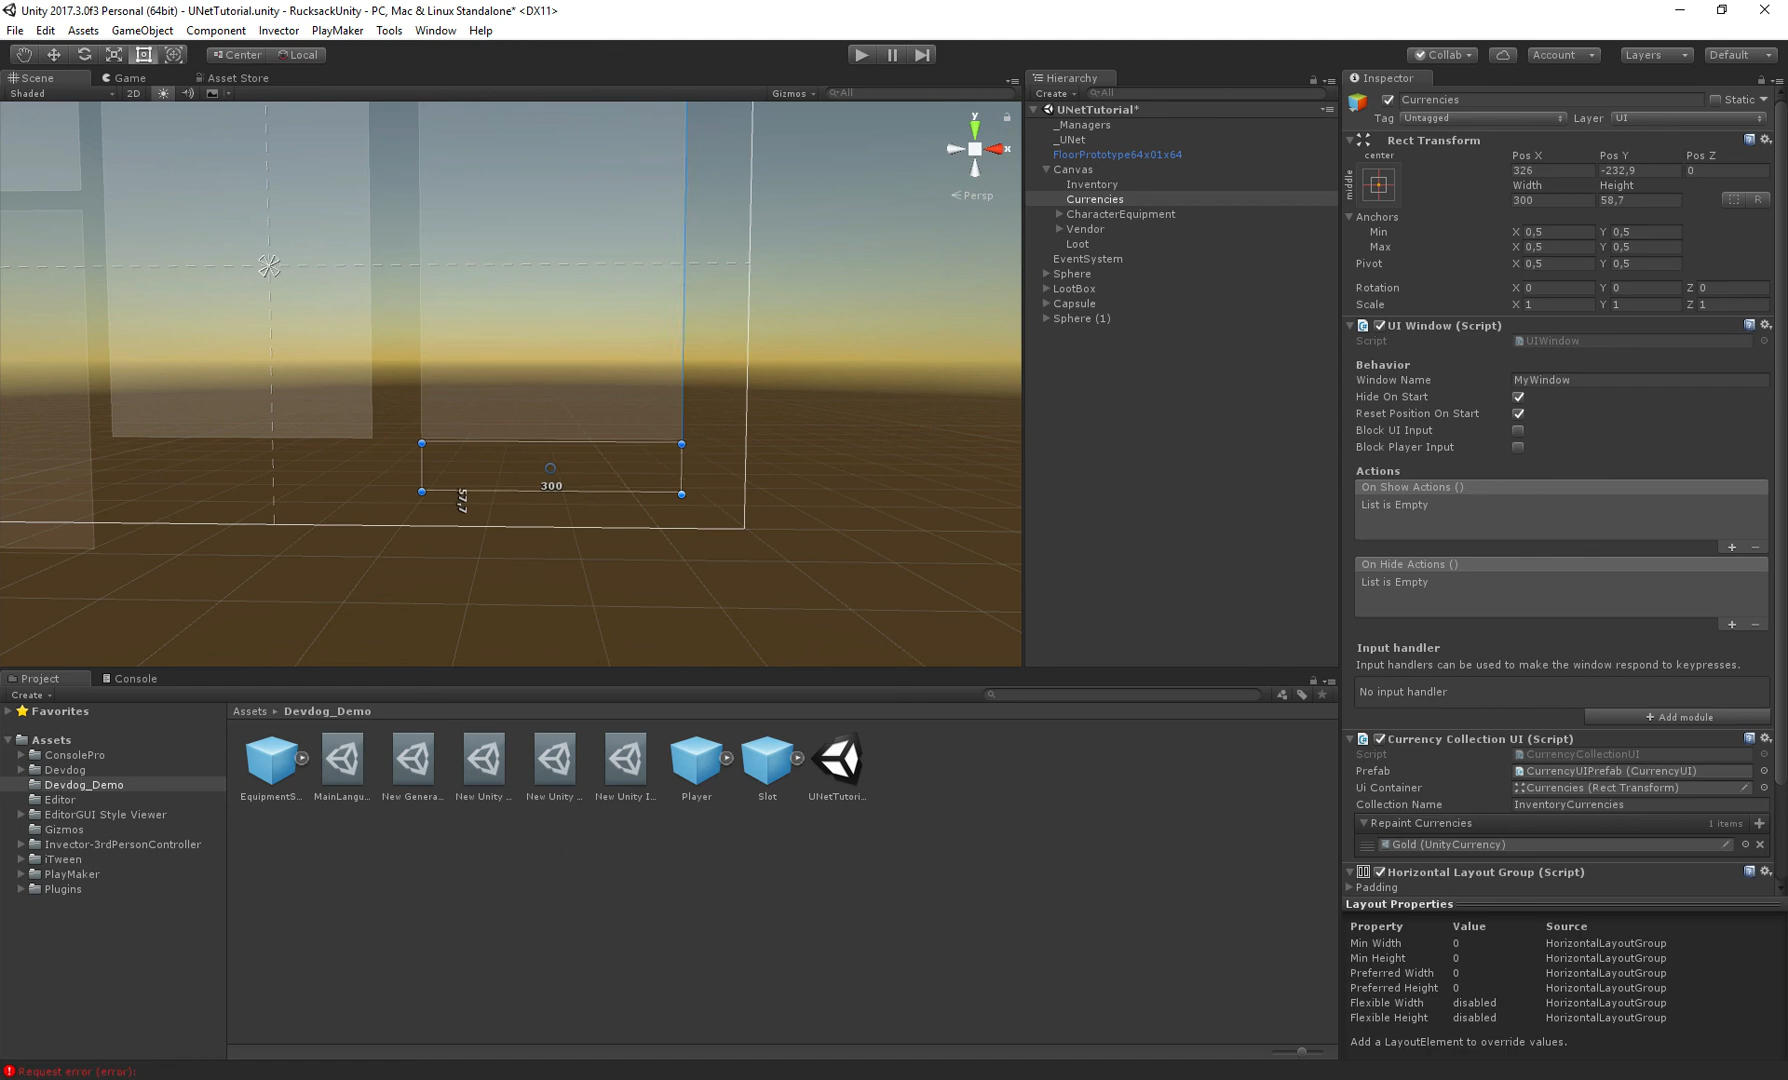 Unity 2017.3.0f3 Personal (64bit) - UNetTutorial.unity - RucksackUnity - PC, Mac & Linux Standalone* <DX11>
File Edit Assets GameObject Component Invector PlayMaker Tools Window Help
Center Local Collab Account Layers Default
Scene Game Asset Store
Shaded 2D Gizmos All
y
x
Persp
300
57,7
Hierarchy
Create All
UNetTutorial*
_Managers
_UNet
FloorPrototype64x01x64
Canvas
Inventory
Currencies
CharacterEquipment
Vendor
Loot
EventSystem
Sphere
LootBox
Capsule
Sphere (1)
Inspector
Currencies Static
Tag Untagged Layer UI
Rect Transform
center
middle
Pos X Pos Y Pos Z
326 -232,9 0
Width Height
300 58,7
R
Anchors
Min X 0,5 Y 0,5
Max X 0,5 Y 0,5
Pivot X 0,5 Y 0,5
Rotation X 0 Y 0 Z 0
Scale X 1 Y 1 Z 1
UI Window (Script)
Script UIWindow
Behavior
Window Name MyWindow
Hide On Start
Reset Position On Start
Block UI Input
Block Player Input
Actions
On Show Actions ()
List is Empty
On Hide Actions ()
List is Empty
Input handler
Input handlers can be used to make the window respond to keypresses.
No input handler
Add module
Currency Collection UI (Script)
Script CurrencyCollectionUI
Prefab CurrencyUIPrefab (CurrencyUI)
Ui Container Currencies (Rect Transform)
Collection Name InventoryCurrencies
Repaint Currencies 1 items
Gold (UnityCurrency)
Horizontal Layout Group (Script)
Padding
Layout Properties
Property Value Source
Min Width 0 HorizontalLayoutGroup
Min Height 0 HorizontalLayoutGroup
Preferred Width 0 HorizontalLayoutGroup
Preferred Height 0 HorizontalLayoutGroup
Flexible Width disabled HorizontalLayoutGroup
Flexible Height disabled HorizontalLayoutGroup
Add a LayoutElement to override values.
Project Console
Create
Favorites
Assets
ConsolePro
Devdog
Devdog_Demo
Editor
EditorGUI Style Viewer
Gizmos
Invector-3rdPersonController
iTween
PlayMaker
Plugins
Assets Devdog_Demo
EquipmentS... MainLangu... New Genera... New Unity ... New Unity ... New Unity I... Player Slot UNetTutori...
Request error (error):